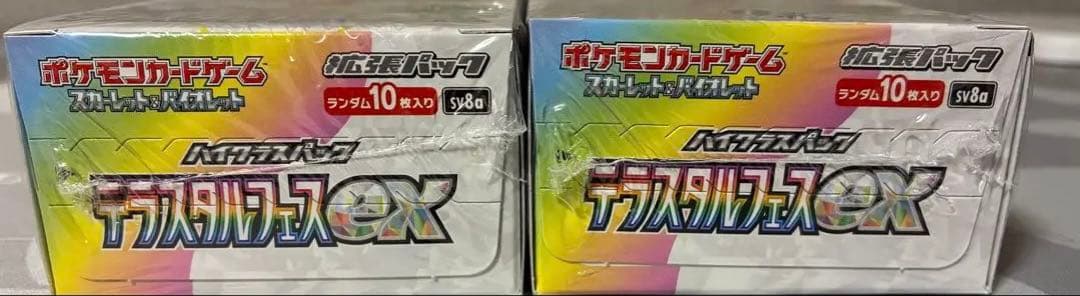 ポケモンカードゲーム
スカーレット&バイオレット
拡張パック
ランダム10枚入り
sv8a
ハイクラスパック
テラスタルフェスex
ポケモンカードゲーム
スカーレット&バイオレット
拡張パック
ランダム10枚入り
sv8a
ハイクラスパック
テラスタルフェスex